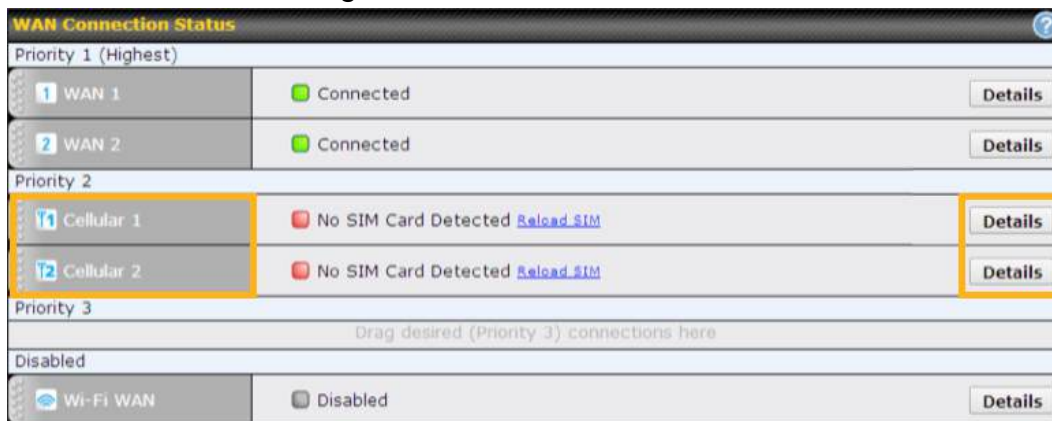 WAN Connection Status ?
Priority 1 (Highest)
1 WAN 1 Connected Details
2 WAN 2 Connected Details
Priority 2
1 Cellular 1 No SIM Card Detected Reload SIM Details
2 Cellular 2 No SIM Card Detected Reload SIM Details
Priority 3
Drag desired (Priority 3) connections here
Disabled
Wi-Fi WAN Disabled Details